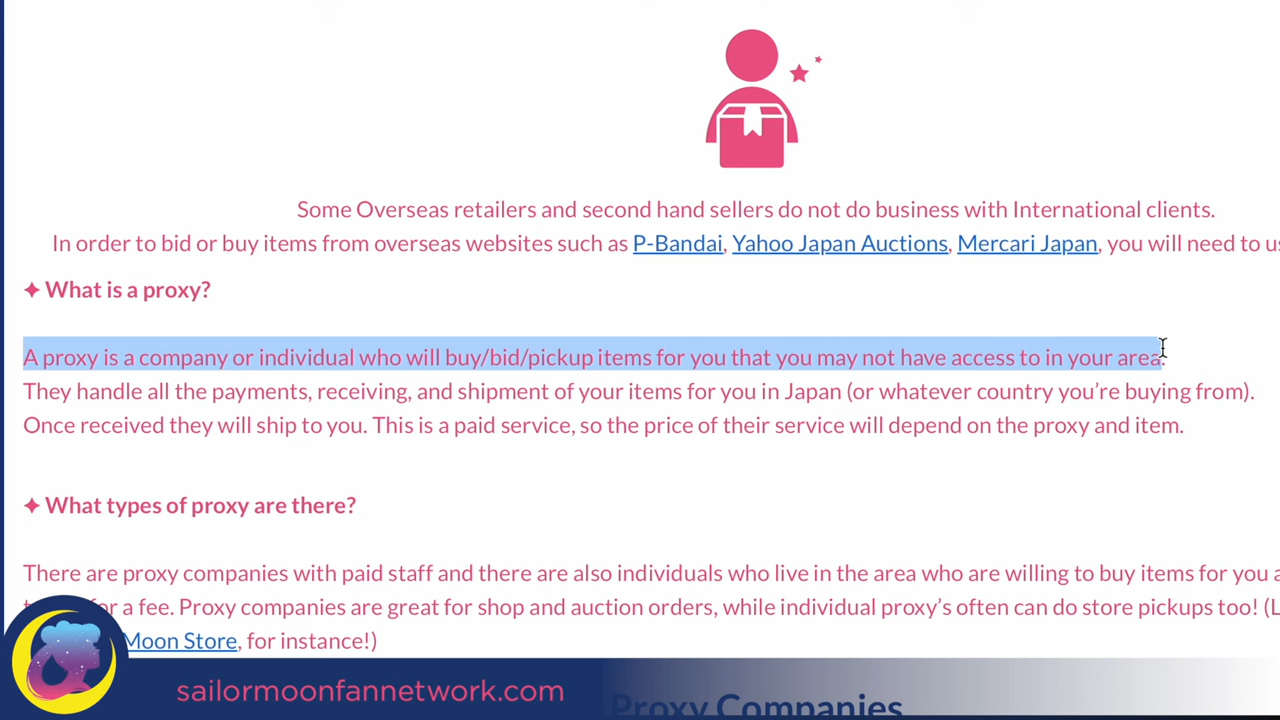 Some Overseas retailers and second hand sellers do not do business with International clients.
In order to bid or buy items from overseas websites such as P-Bandai, Yahoo Japan Auctions, Mercari Japan, you will need to
✦ What is a proxy?
A proxy is a company or individual who will buy/bid/pickup items for you that you may not have access to in your area.
They handle all the payments, receiving, and shipment of your items for you in Japan (or whatever country you’re buying from).
Once received they will ship to you. This is a paid service, so the price of their service will depend on the proxy and item.
✦ What types of proxy are there?
There are proxy companies with paid staff and there are also individuals who live in the area who are willing to buy items for you
for a fee. Proxy companies are great for shop and auction orders, while individual proxy’s often can do store pickups too!
Moon Store, for instance!)
sailormoonfannetwork.com
Proxy Companies